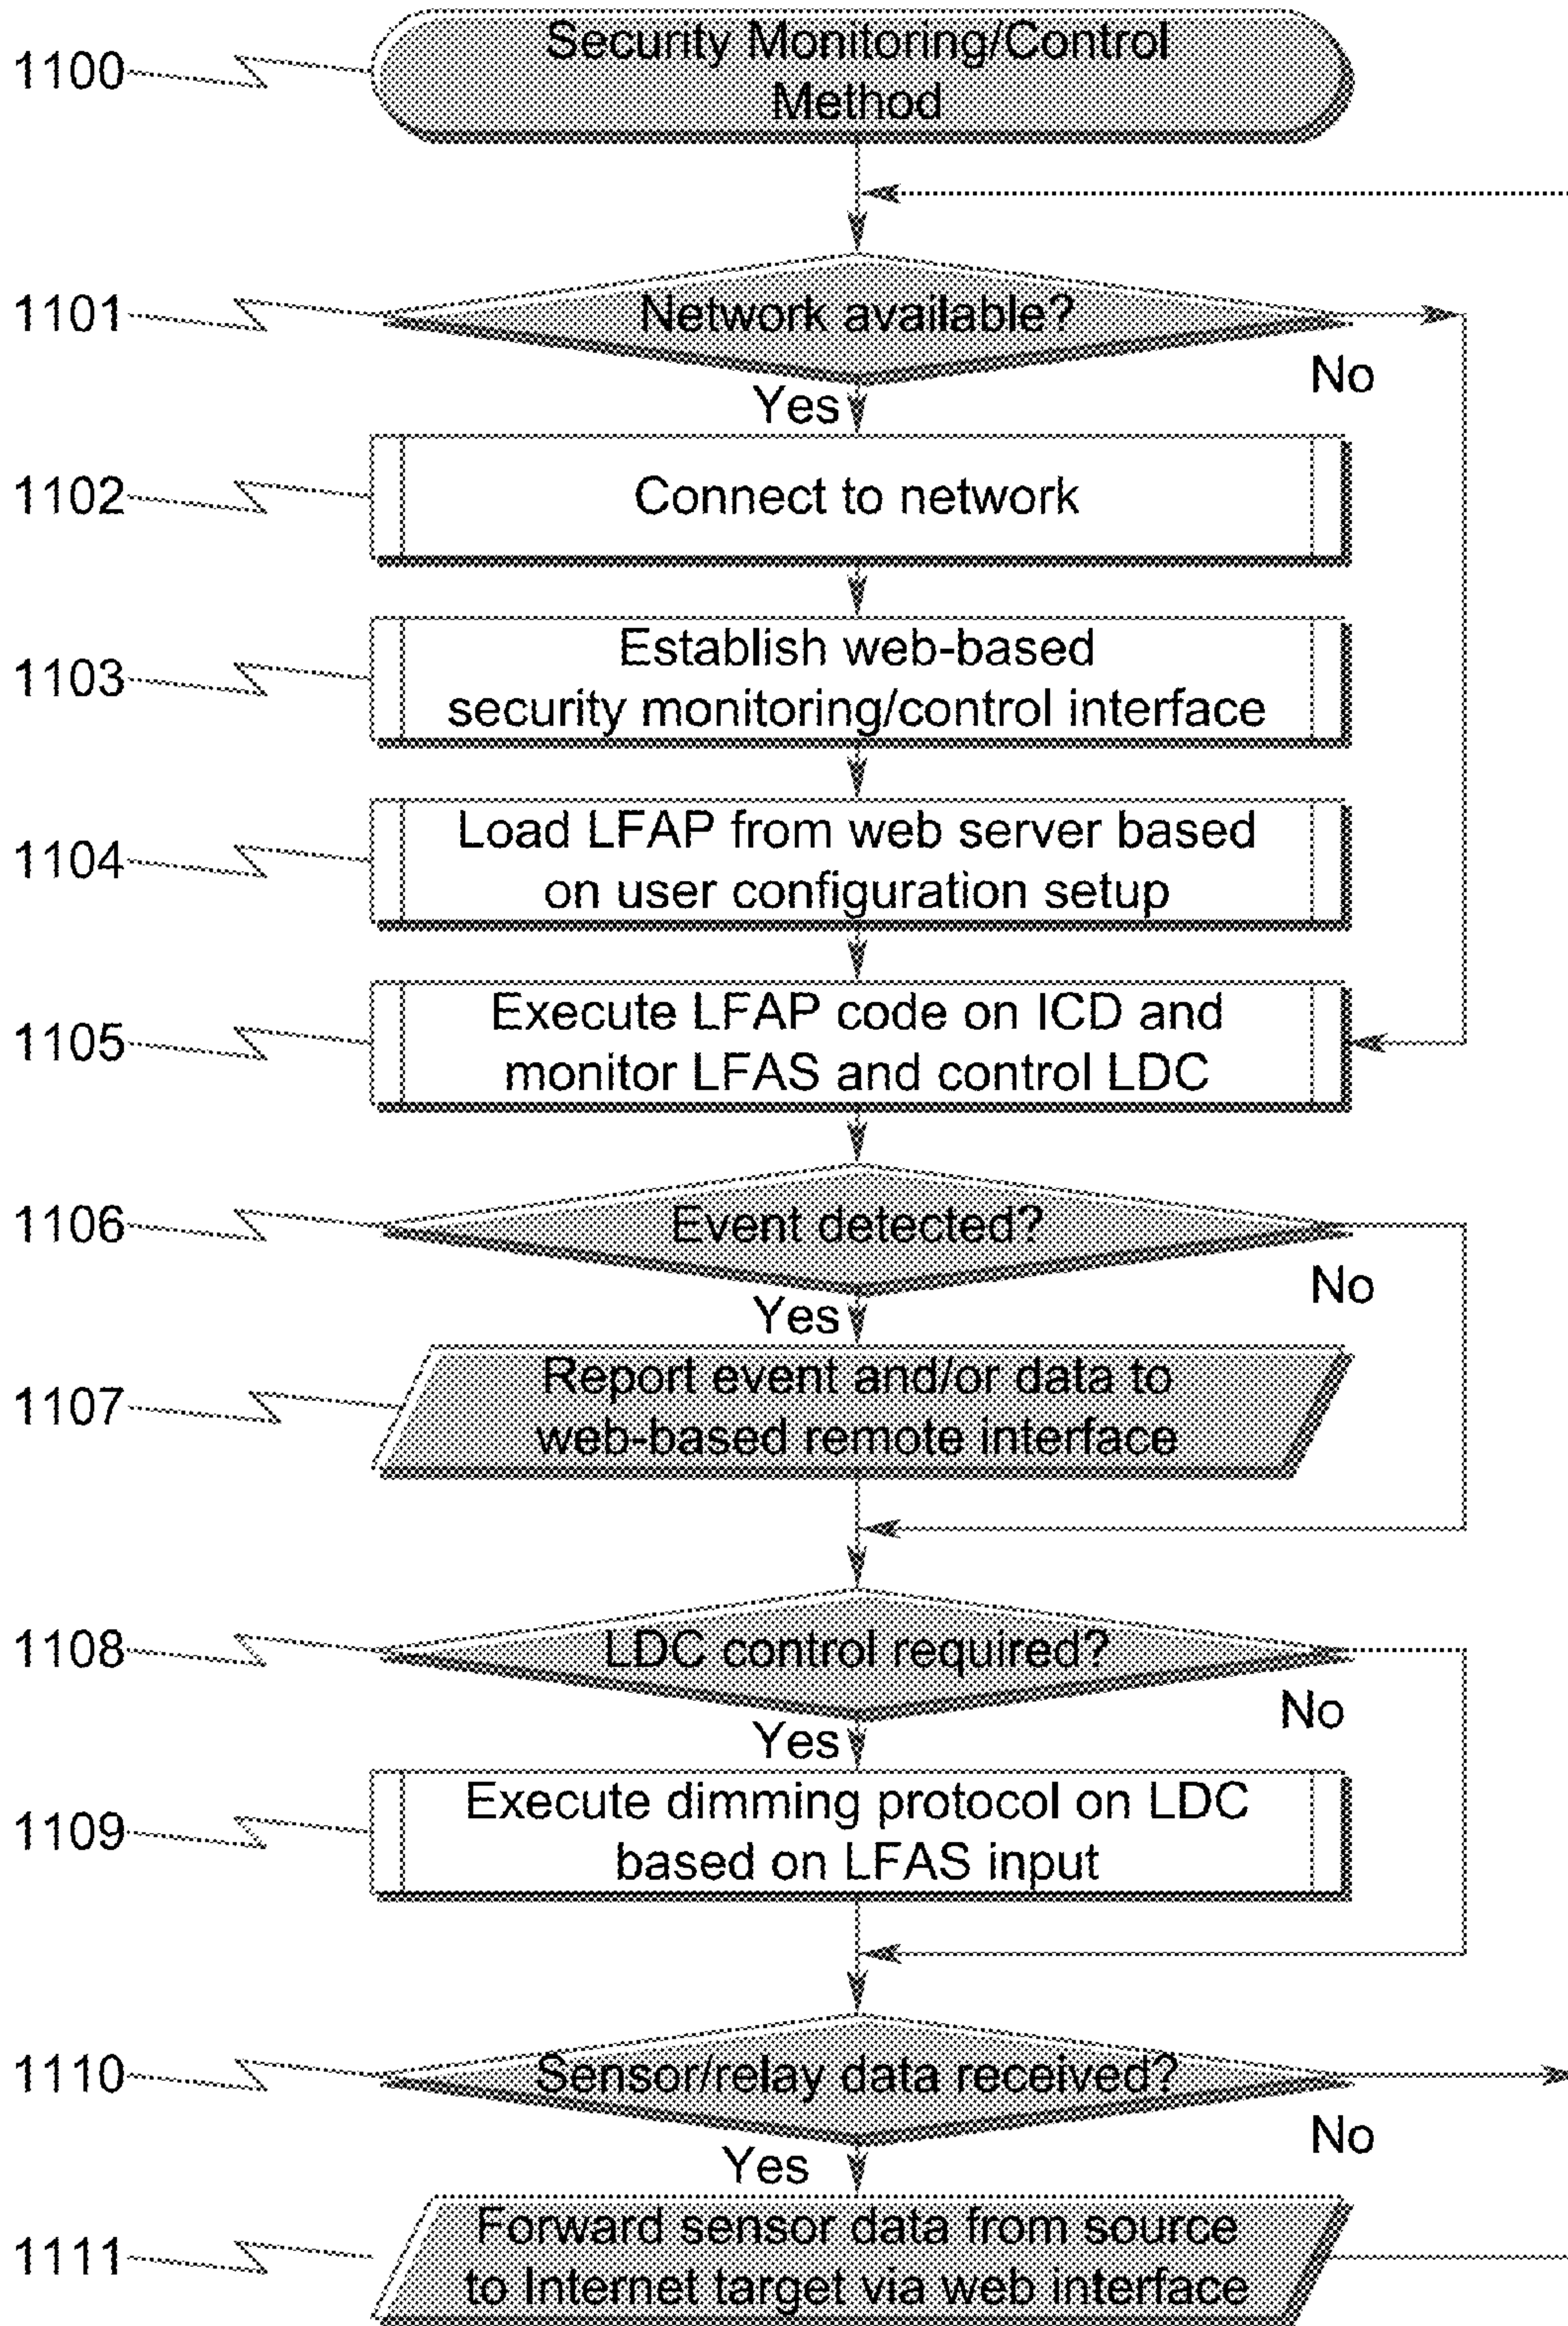 1100
Security Monitoring/Control
Method
1101
Network available?
No
Yes
1102
Connect to network
1103
Establish web-based
security monitoring/control interface
1104
Load LFAP from web server based
on user configuration setup
1105
Execute LFAP code on ICD and
monitor LFAS and control LDC
1106
Event detected?
No
Yes
1107
Report event and/or data to
web-based remote interface
1108
LDC control required?
No
Yes
1109
Execute dimming protocol on LDC
based on LFAS input
1110
Sensor/relay data received?
No
Yes
1111
Forward sensor data from source
to Internet target via web interface